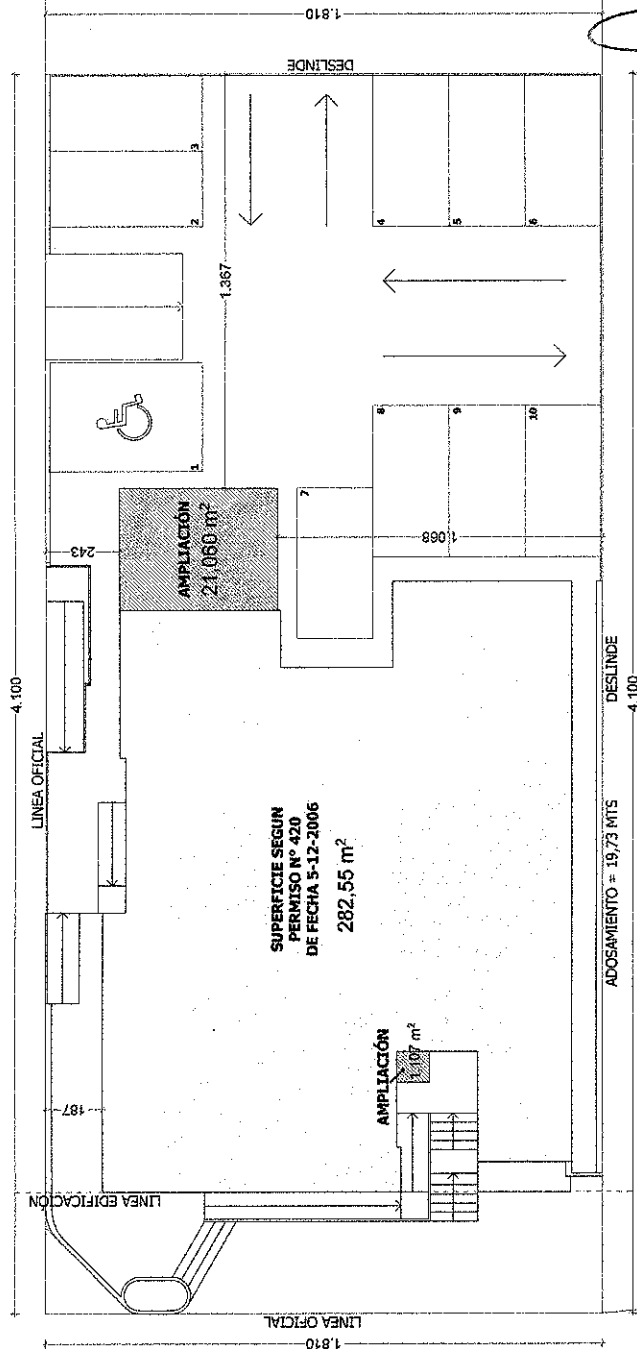 4.100
1.810
LINEA OFICIAL
DESLINDE
3
2
1.367
4
5
6
1
AMPLIACIÓN
21.060 m²
243
7
8
9
10
1.068
SUPERFICIE SEGUN
PERMISO Nº 420
DE FECHA 5-12-2006
282,55 m²
AMPLIACIÓN
1.107 m²
187
LINEA EDIFICACION
LINEA OFICIAL
1.810
DESLINDE
ADOSAMIENTO = 19,73 MTS
4.100